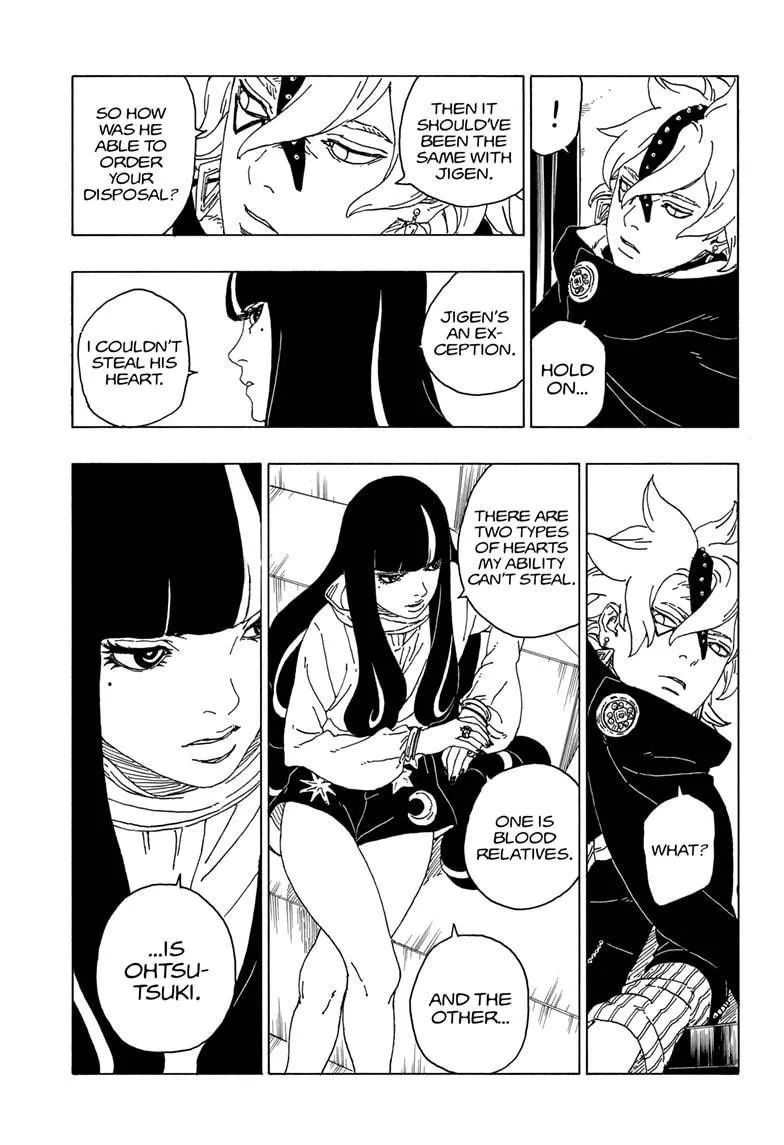 !
HOLD
ON...
THEN IT
SHOULD'VE
BEEN THE
SAME WITH
JIGEN.
SO HOW
WAS HE
ABLE TO
ORDER
YOUR
DISPOSAL?
JIGEN'S
AN EX-
CEPTION.
I COULDN'T
STEAL HIS
HEART.
WHAT?
THERE ARE
TWO TYPES
OF HEARTS
MY ABILITY
CAN'T STEAL.
ONE IS
BLOOD
RELATIVES.
AND THE
OTHER...
...IS
OHTSU-
TSUKI.